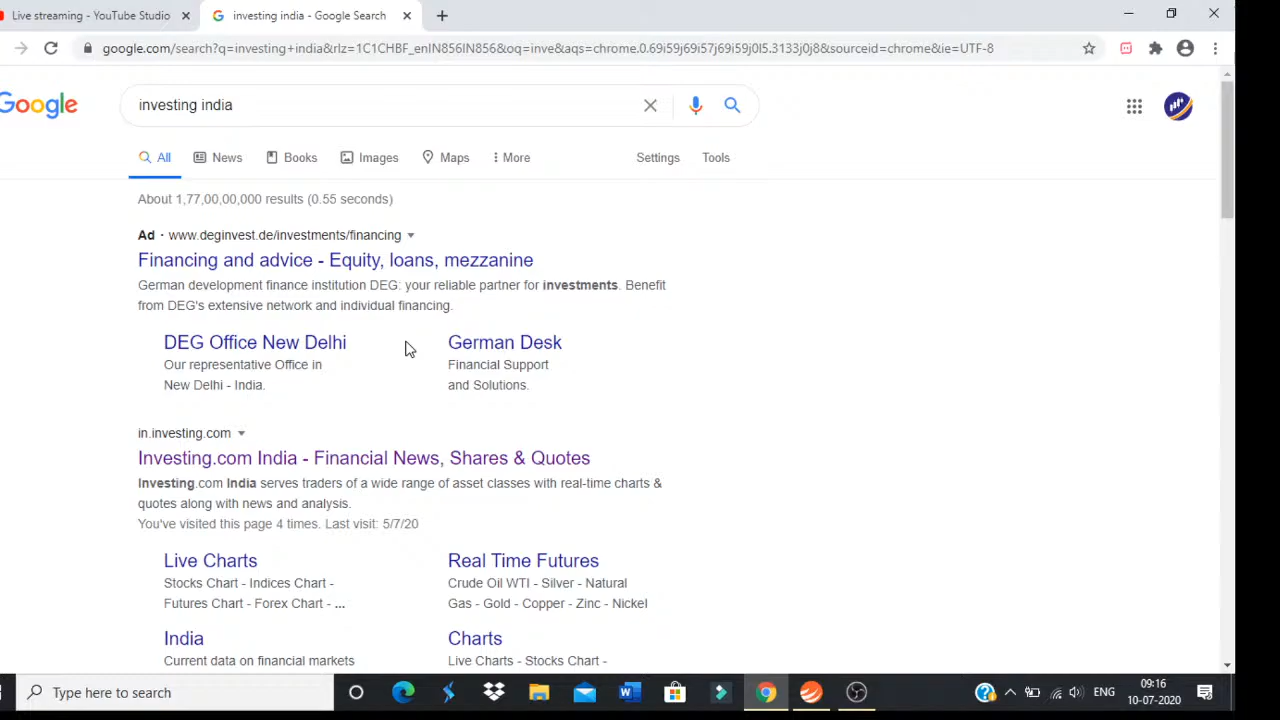 Live streaming - YouTube Studio
investing india - Google Search
google.com/search?q=investing+india&rlz=1C1CHBF_enIN856IN856&oq=inve&aqs=chrome.0.69i59j69i57j69i59j0l5.3133j0j8&sourceid=chrome&ie=UTF-8
Google
investing india
All News Books Images Maps More Settings Tools
About 1,77,00,00,000 results (0.55 seconds)
Ad · www.deginvest.de/investments/financing
Financing and advice - Equity, loans, mezzanine
German development finance institution DEG: your reliable partner for investments. Benefit
from DEG's extensive network and individual financing.
DEG Office New Delhi
Our representative Office in
New Delhi - India.
German Desk
Financial Support
and Solutions.
in.investing.com
Investing.com India - Financial News, Shares & Quotes
Investing.com India serves traders of a wide range of asset classes with real-time charts &
quotes along with news and analysis.
You've visited this page 4 times. Last visit: 5/7/20
Live Charts
Stocks Chart - Indices Chart -
Futures Chart - Forex Chart - ...
Real Time Futures
Crude Oil WTI - Silver - Natural
Gas - Gold - Copper - Zinc - Nickel
India
Current data on financial markets
Charts
Live Charts - Stocks Chart -
Type here to search
ENG
09:16
10-07-2020